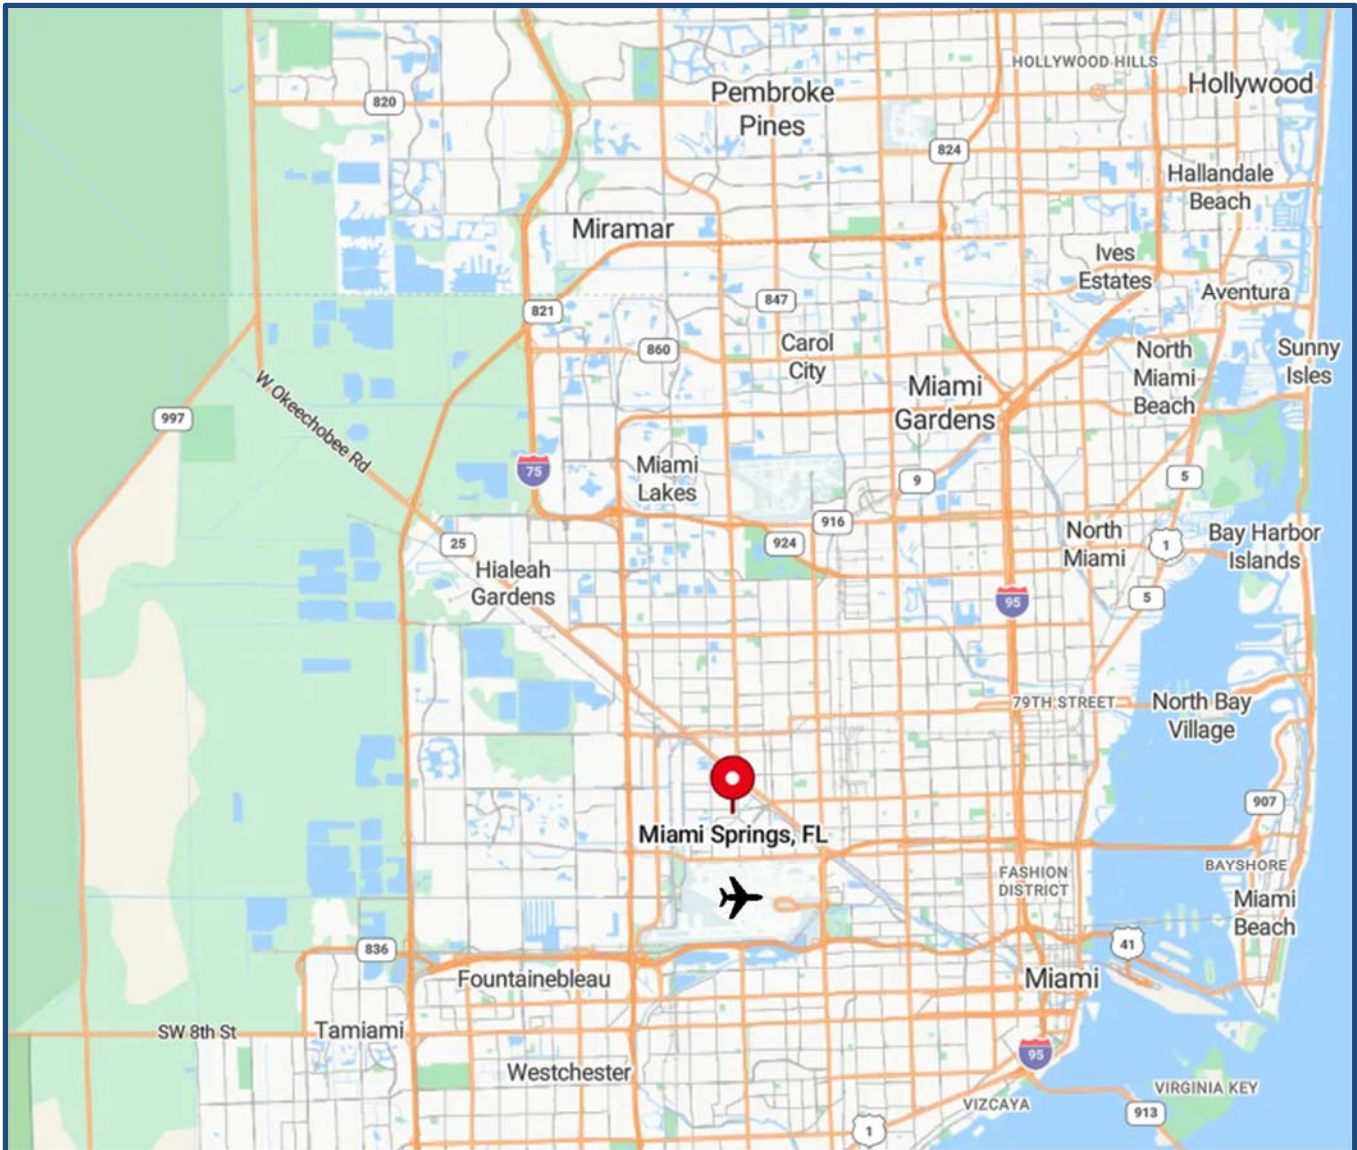 HOLLYWOOD HILLS
Hollywood
Pembroke
Pines
820
824
Hallandale
Beach
Miramar
Ives
Estates
Aventura
847
821
Carol
City
860
North
Miami
Beach
Sunny
Isles
Miami
Gardens
W Okeechobee Rd
997
75
Miami
Lakes
9
5
916
924
25
North
Miami
1
Bay Harbor
Islands
Hialeah
Gardens
95
5
79TH STREET
North Bay
Village
907
Miami Springs, FL
BAYSHORE
FASHION
DISTRICT
Miami
Beach
41
836
Fountainebleau
Miami
SW 8th St
Tamiami
95
Westchester
VIRGINIA KEY
VIZCAYA
913
1